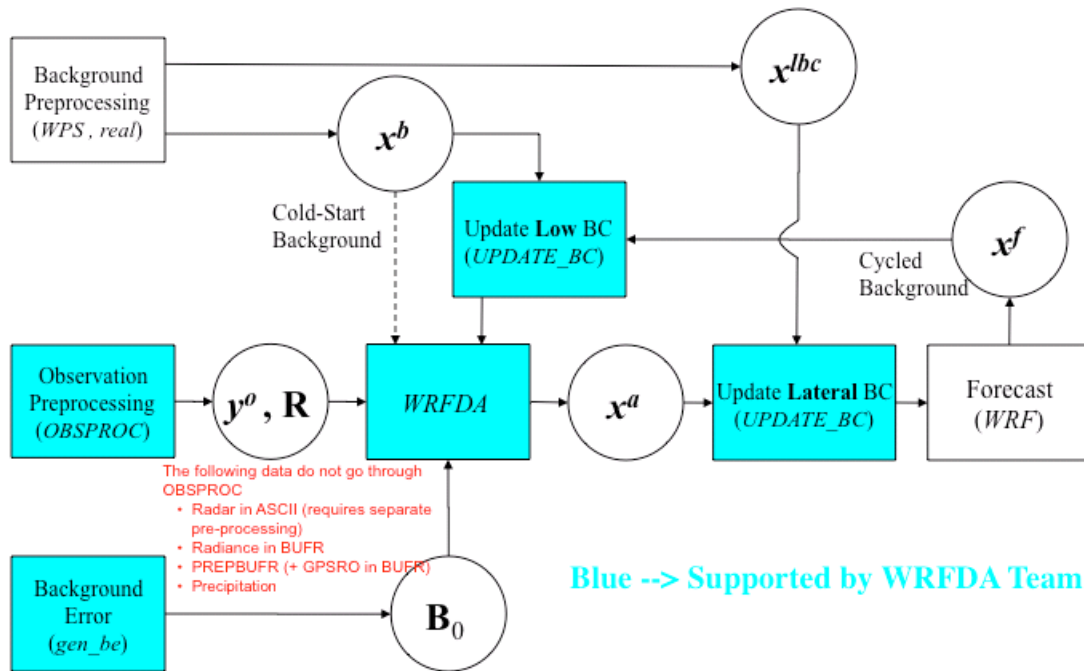 Background
Preprocessing
(WPS , real)
x^b
x^lbc
Cold-Start
Background
Update Low BC
(UPDATE_BC)
x^f
Cycled
Background
Observation
Preprocessing
(OBSPROC)
y^o , R
WRFDA
x^a
Update Lateral BC
(UPDATE_BC)
Forecast
(WRF)
The following data do not go through
OBSPROC
• Radar in ASCII (requires separate
pre-processing)
• Radiance in BUFR
• PREPBUFR (+ GPSRO in BUFR)
• Precipitation
Background
Error
(gen_be)
B₀
Blue --> Supported by WRFDA Team